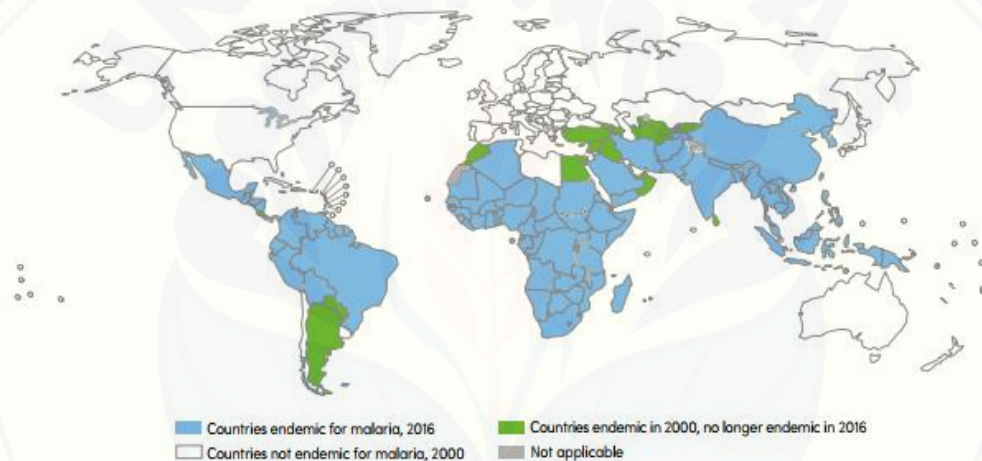 Countries endemic for malaria, 2016
Countries endemic in 2000, no longer endemic in 2016
Countries not endemic for malaria, 2000
Not applicable